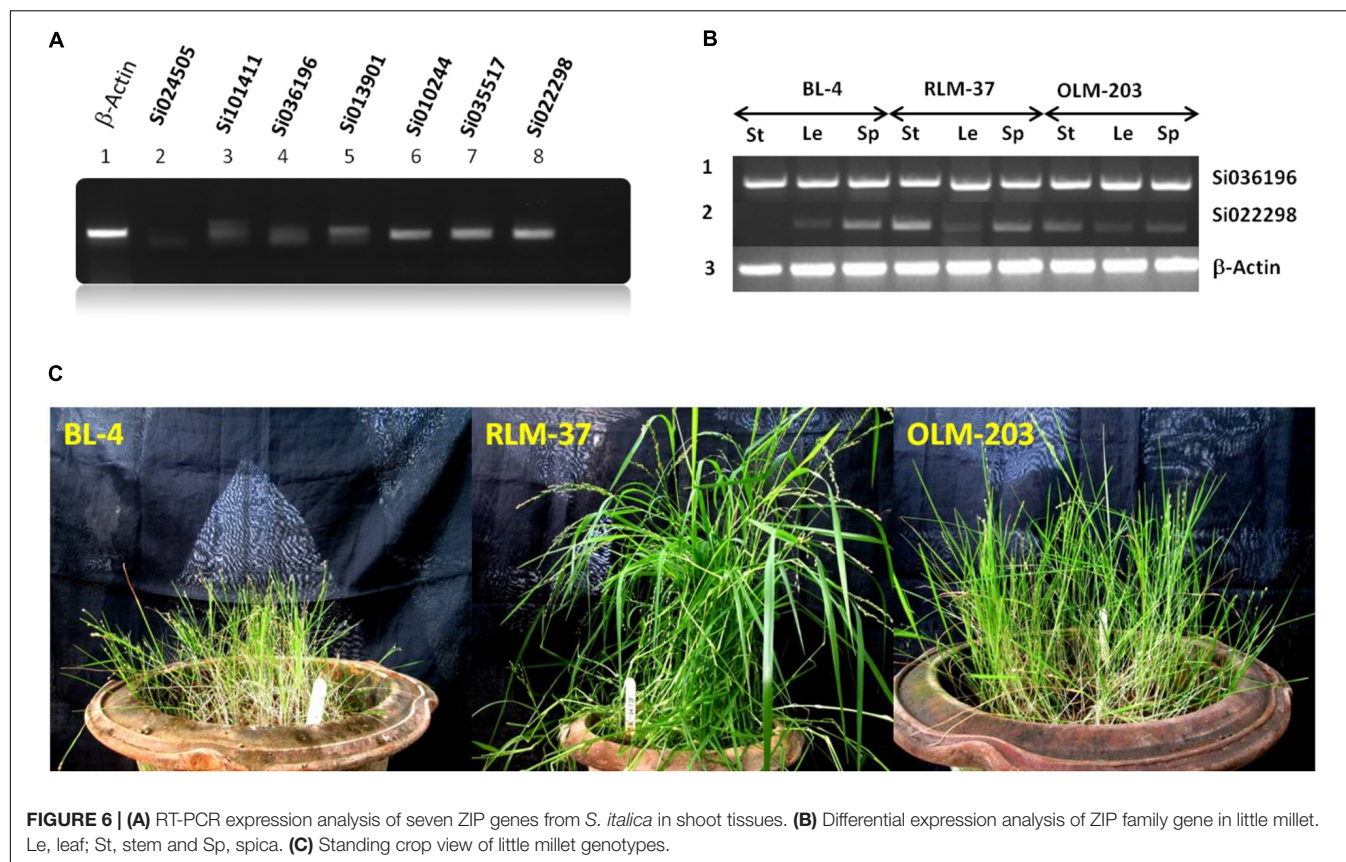 A
β-Actin Si024505 Si101411 Si036196 Si013901 Si010244 Si035517 Si022298
1 2 3 4 5 6 7 8
B
BL-4 RLM-37 OLM-203
St Le Sp St Le Sp St Le Sp
1 Si036196
2 Si022298
3 β-Actin
C
BL-4 RLM-37 OLM-203
FIGURE 6 | (A) RT-PCR expression analysis of seven ZIP genes from S. italica in shoot tissues. (B) Differential expression analysis of ZIP family gene in little millet.
Le, leaf; St, stem and Sp, spica. (C) Standing crop view of little millet genotypes.